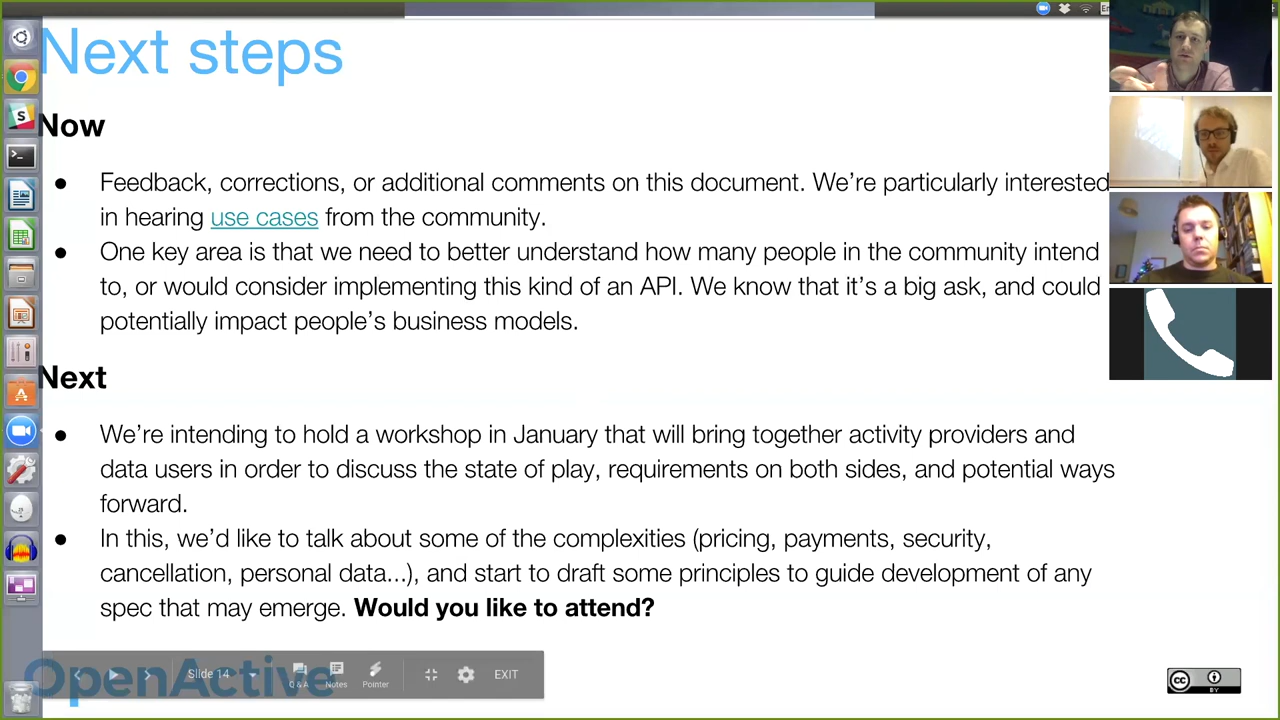 En
Next steps
Now
● Feedback, corrections, or additional comments on this document. We're particularly interested
in hearing use cases from the community.
● One key area is that we need to better understand how many people in the community intend
to, or would consider implementing this kind of an API. We know that it's a big ask, and could
potentially impact people's business models.
Next
● We're intending to hold a workshop in January that will bring together activity providers and
data users in order to discuss the state of play, requirements on both sides, and potential ways
forward.
● In this, we'd like to talk about some of the complexities (pricing, payments, security,
cancellation, personal data...), and start to draft some principles to guide development of any
spec that may emerge. Would you like to attend?
OpenActive
Slide 14
Q & A
Notes
Pointer
EXIT
cc
BY